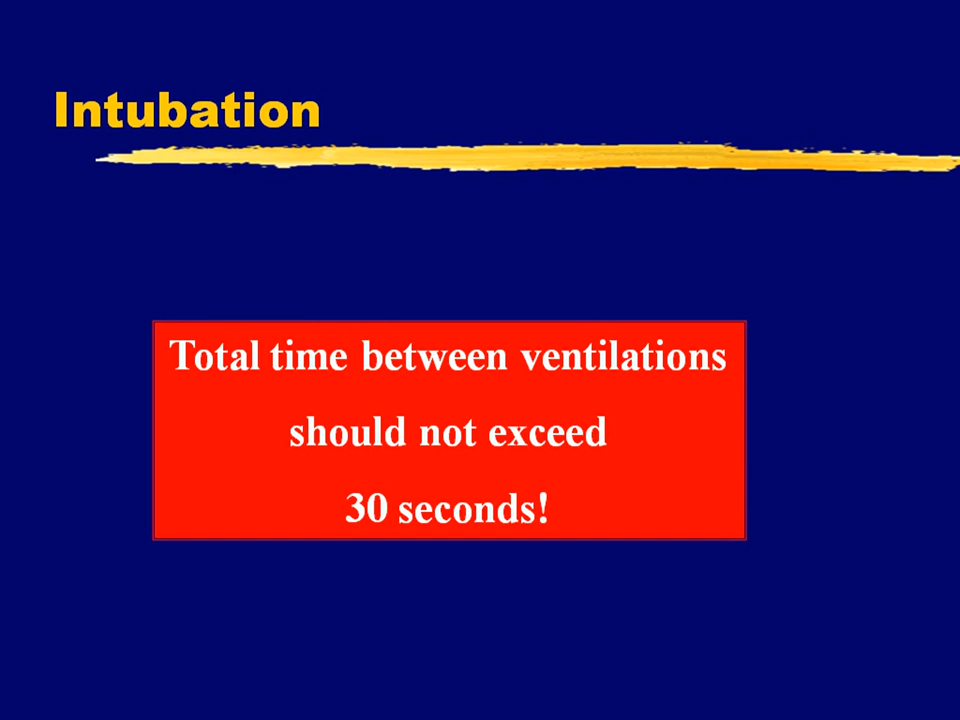 Intubation
Total time between ventilations
should not exceed
30 seconds!